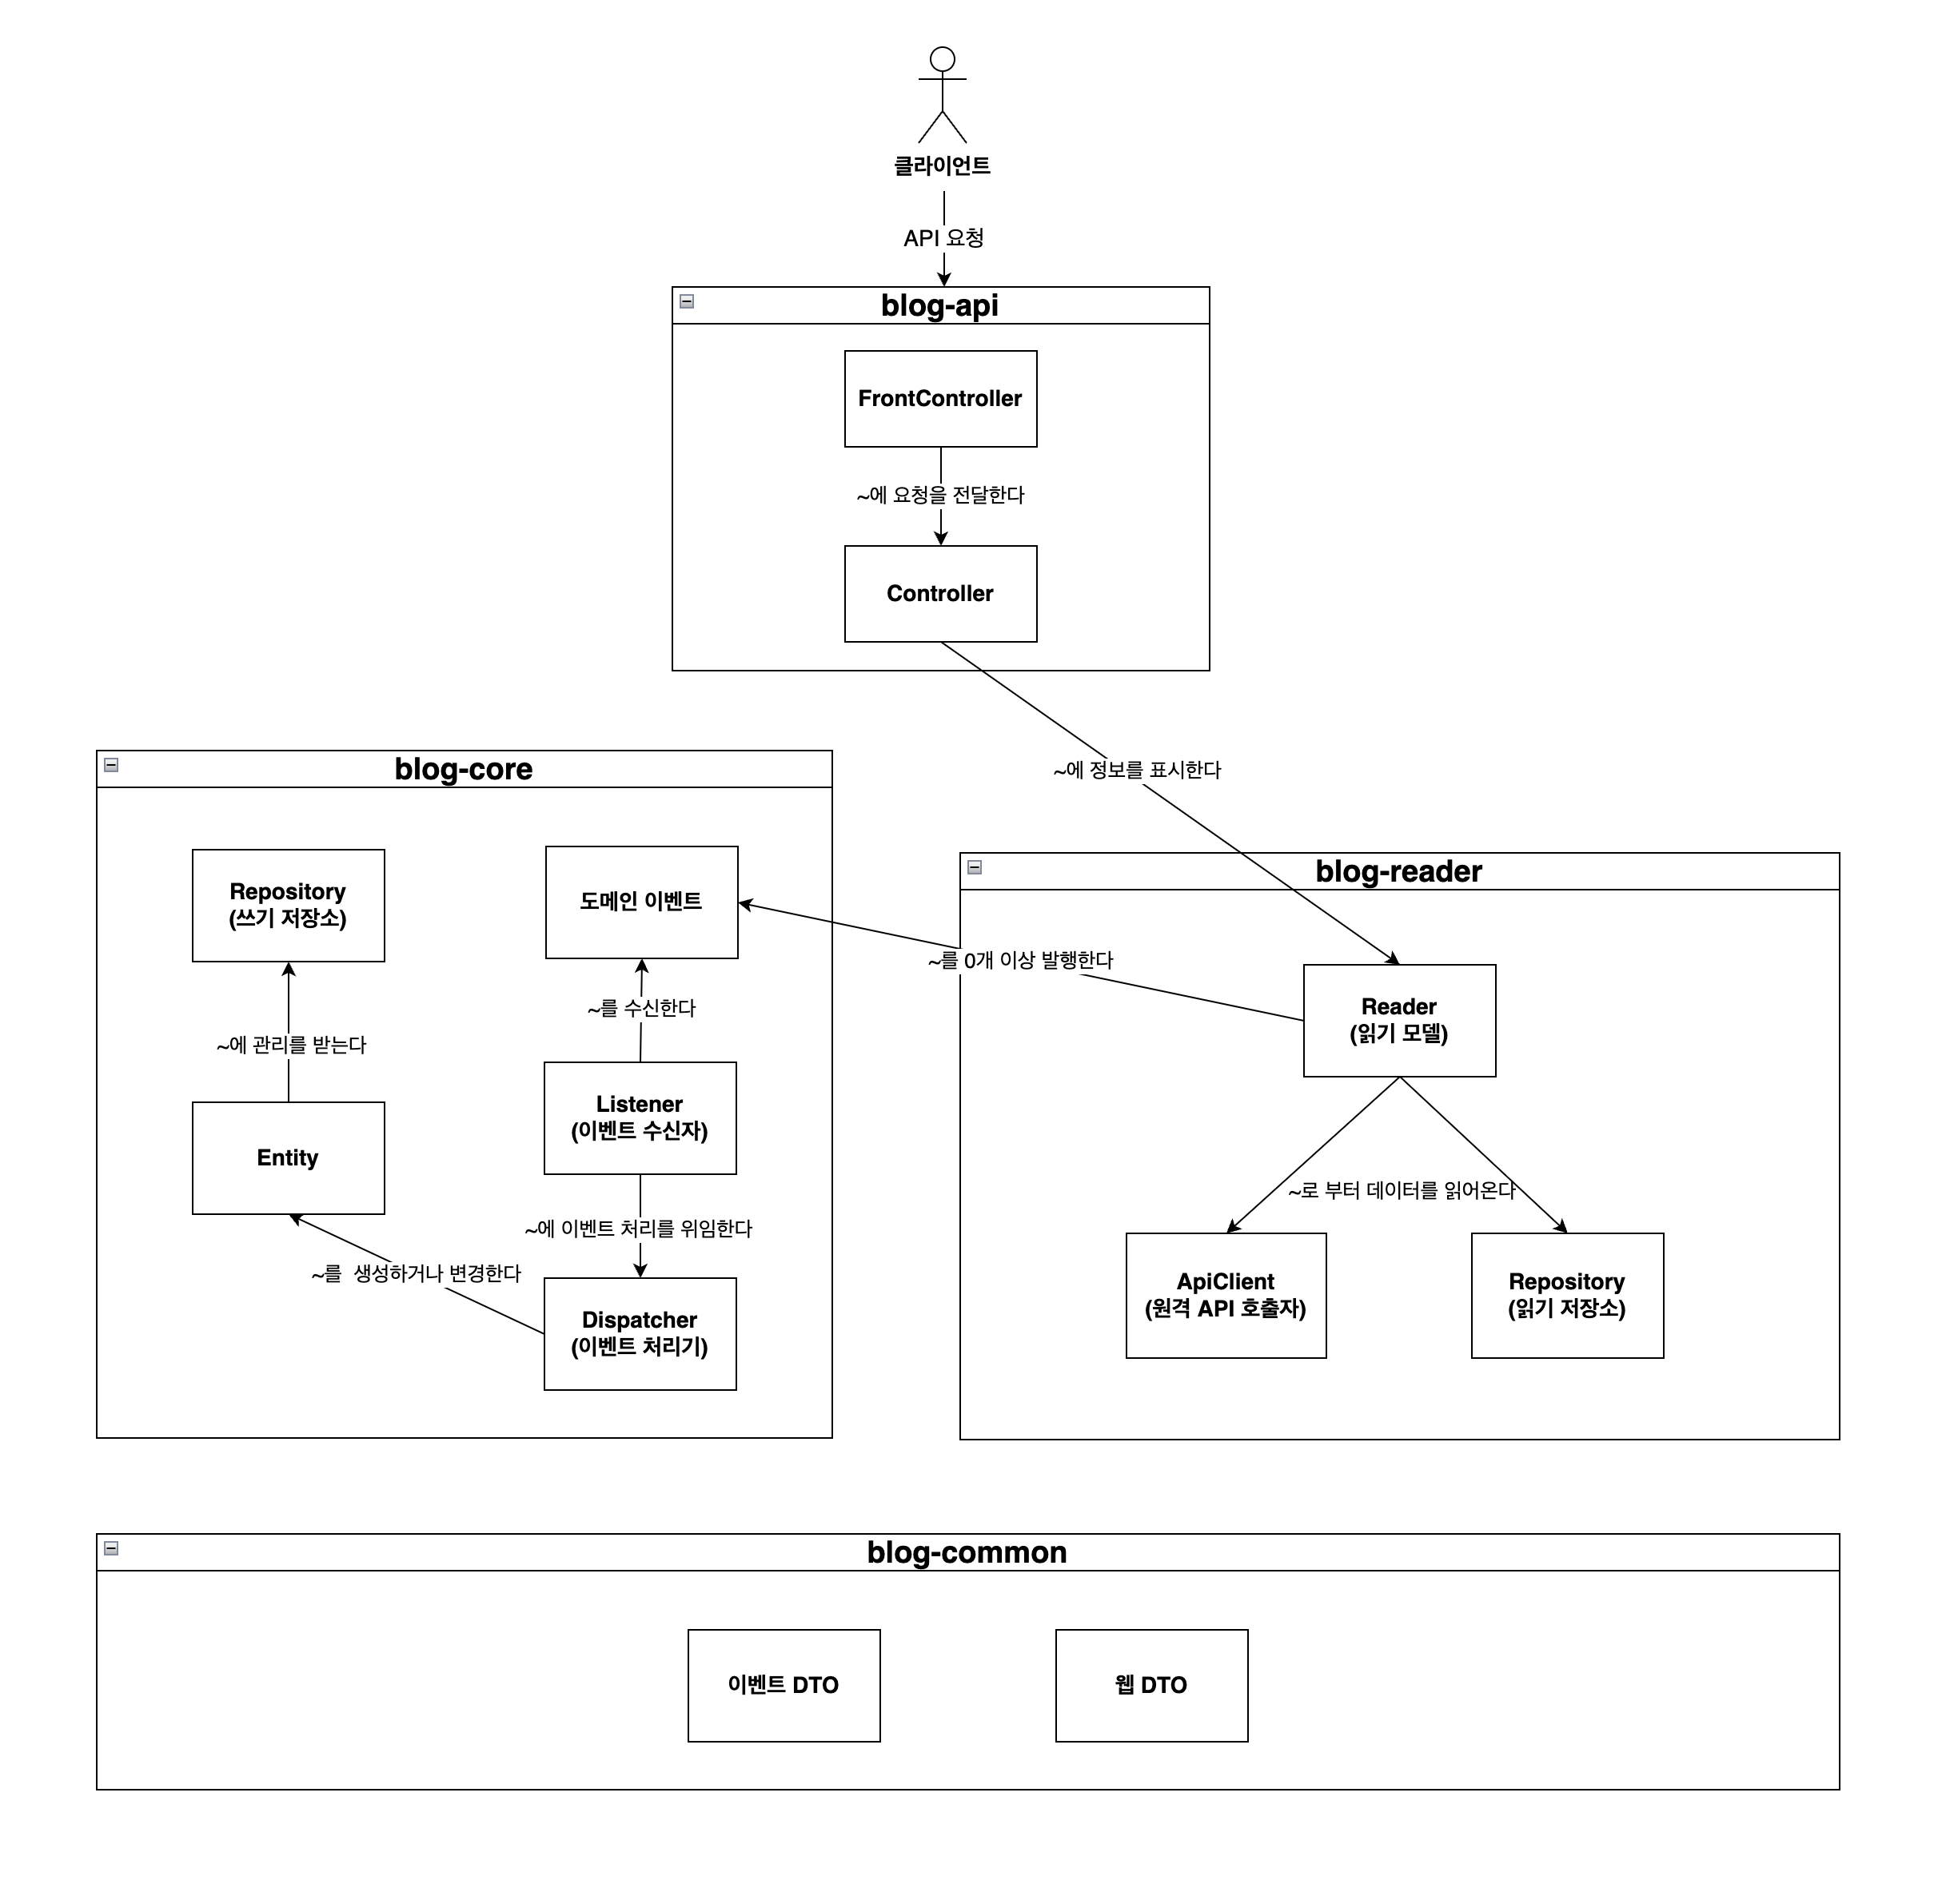 클라이언트
API 요청
blog-api
FrontController
~에 요청을 전달한다
Controller
~에 정보를 표시한다
blog-core
Repository
(쓰기 저장소)
도메인 이벤트
~를 수신한다
~에 관리를 받는다
Listener
(이벤트 수신자)
Entity
~에 이벤트 처리를 위임한다
~를  생성하거나 변경한다
Dispatcher
(이벤트 처리기)
blog-reader
~를 0개 이상 발행한다
Reader
(읽기 모델)
~로 부터 데이터를 읽어온다
ApiClient
(원격 API 호출자)
Repository
(읽기 저장소)
blog-common
이벤트 DTO
웹 DTO